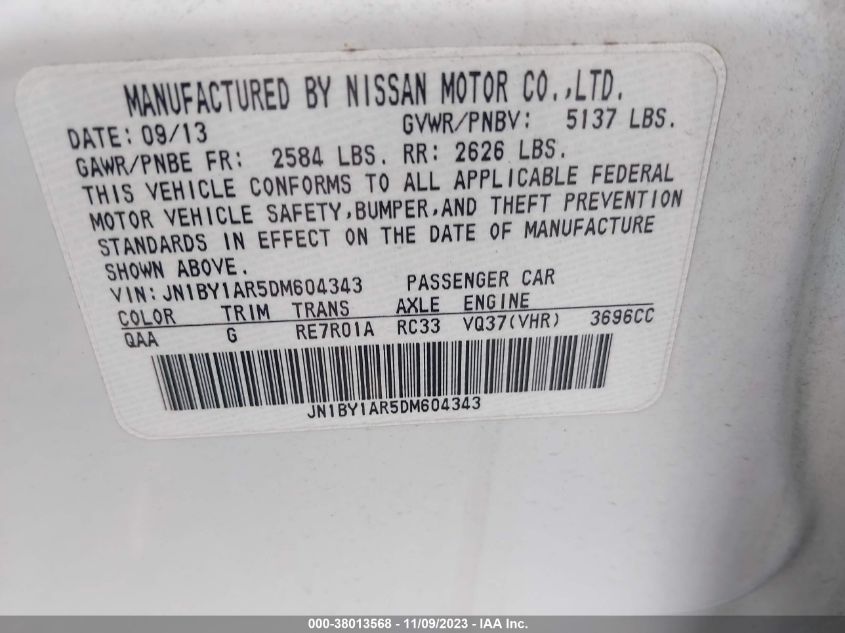 MANUFACTURED BY NISSAN MOTOR CO.,LTD.
DATE: 09/13 GVWR/PNBV: 5137 LBS.
GAWR/PNBE FR: 2584 LBS. RR: 2626 LBS.
THIS VEHICLE CONFORMS TO ALL APPLICABLE FEDERAL
MOTOR VEHICLE SAFETY,BUMPER,AND THEFT PREVENTION
STANDARDS IN EFFECT ON THE DATE OF MANUFACTURE
SHOWN ABOVE.
VIN: JN1BY1AR5DM604343 PASSENGER CAR
COLOR TRIM TRANS AXLE ENGINE
QAA G RE7R01A RC33 VQ37(VHR) 3696CC
JN1BY1AR5DM604343
000-38013568 - 11/09/2023 - IAA Inc.